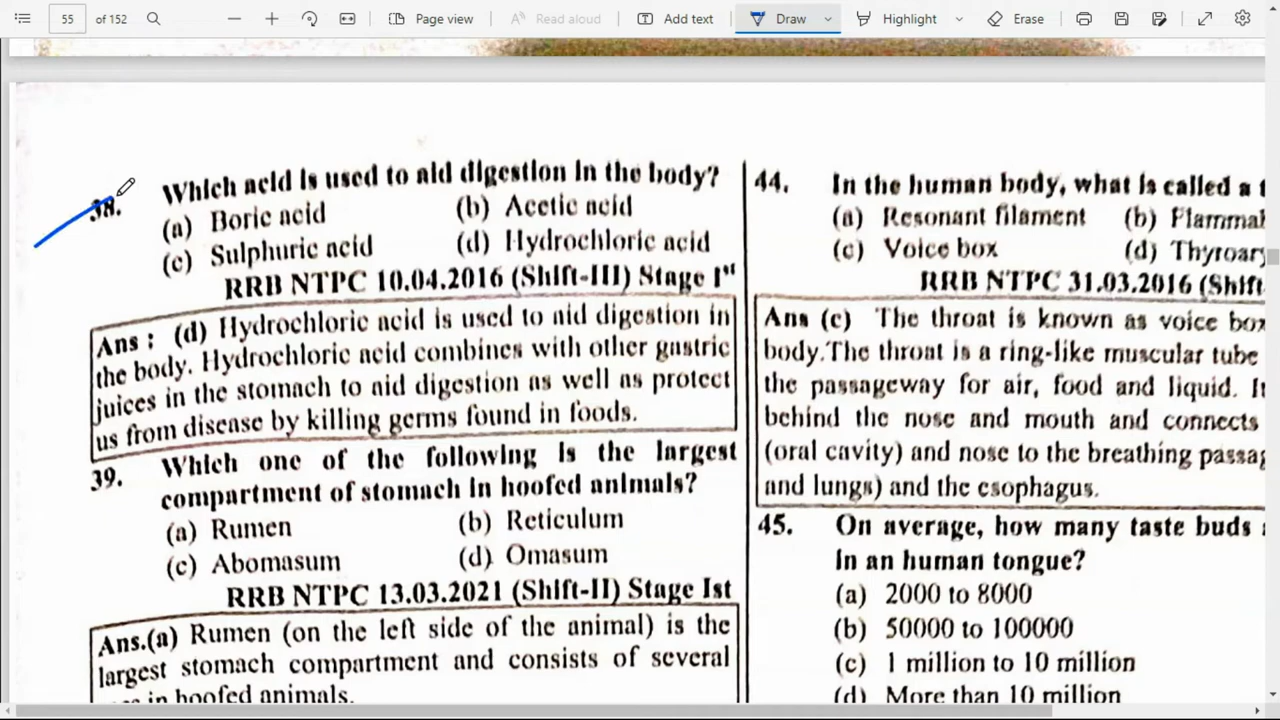 55 of 152 Page view Read aloud Add text Draw Highlight Erase
38. Which acid is used to aid digestion in the body?
(a) Boric acid (b) Acetic acid
(c) Sulphuric acid (d) Hydrochloric acid
RRB NTPC 10.04.2016 (Shift-III) Stage Ist
Ans : (d) Hydrochloric acid is used to aid digestion in
the body. Hydrochloric acid combines with other gastric
juices in the stomach to aid digestion as well as protect
us from disease by killing germs found in foods.
39. Which one of the following is the largest
compartment of stomach in hoofed animals?
(a) Rumen (b) Reticulum
(c) Abomasum (d) Omasum
RRB NTPC 13.03.2021 (Shift-II) Stage Ist
Ans.(a) Rumen (on the left side of the animal) is the
largest stomach compartment and consists of several
in hoofed animals.
44. In the human body, what is called a
(a) Resonant filament (b)
(c) Voice box (d)
RRB NTPC 31.03.2016
Ans (c) The throat is known as voice box
body.The throat is a ring-like muscular tube
the passageway for air, food and liquid.
behind the nose and mouth and connects
(oral cavity) and nose to the breathing
and lungs) and the esophagus.
45. On average, how many taste buds
in an human tongue?
(a) 2000 to 8000
(b) 50000 to 100000
(c) 1 million to 10 million
(d) More than 10 million